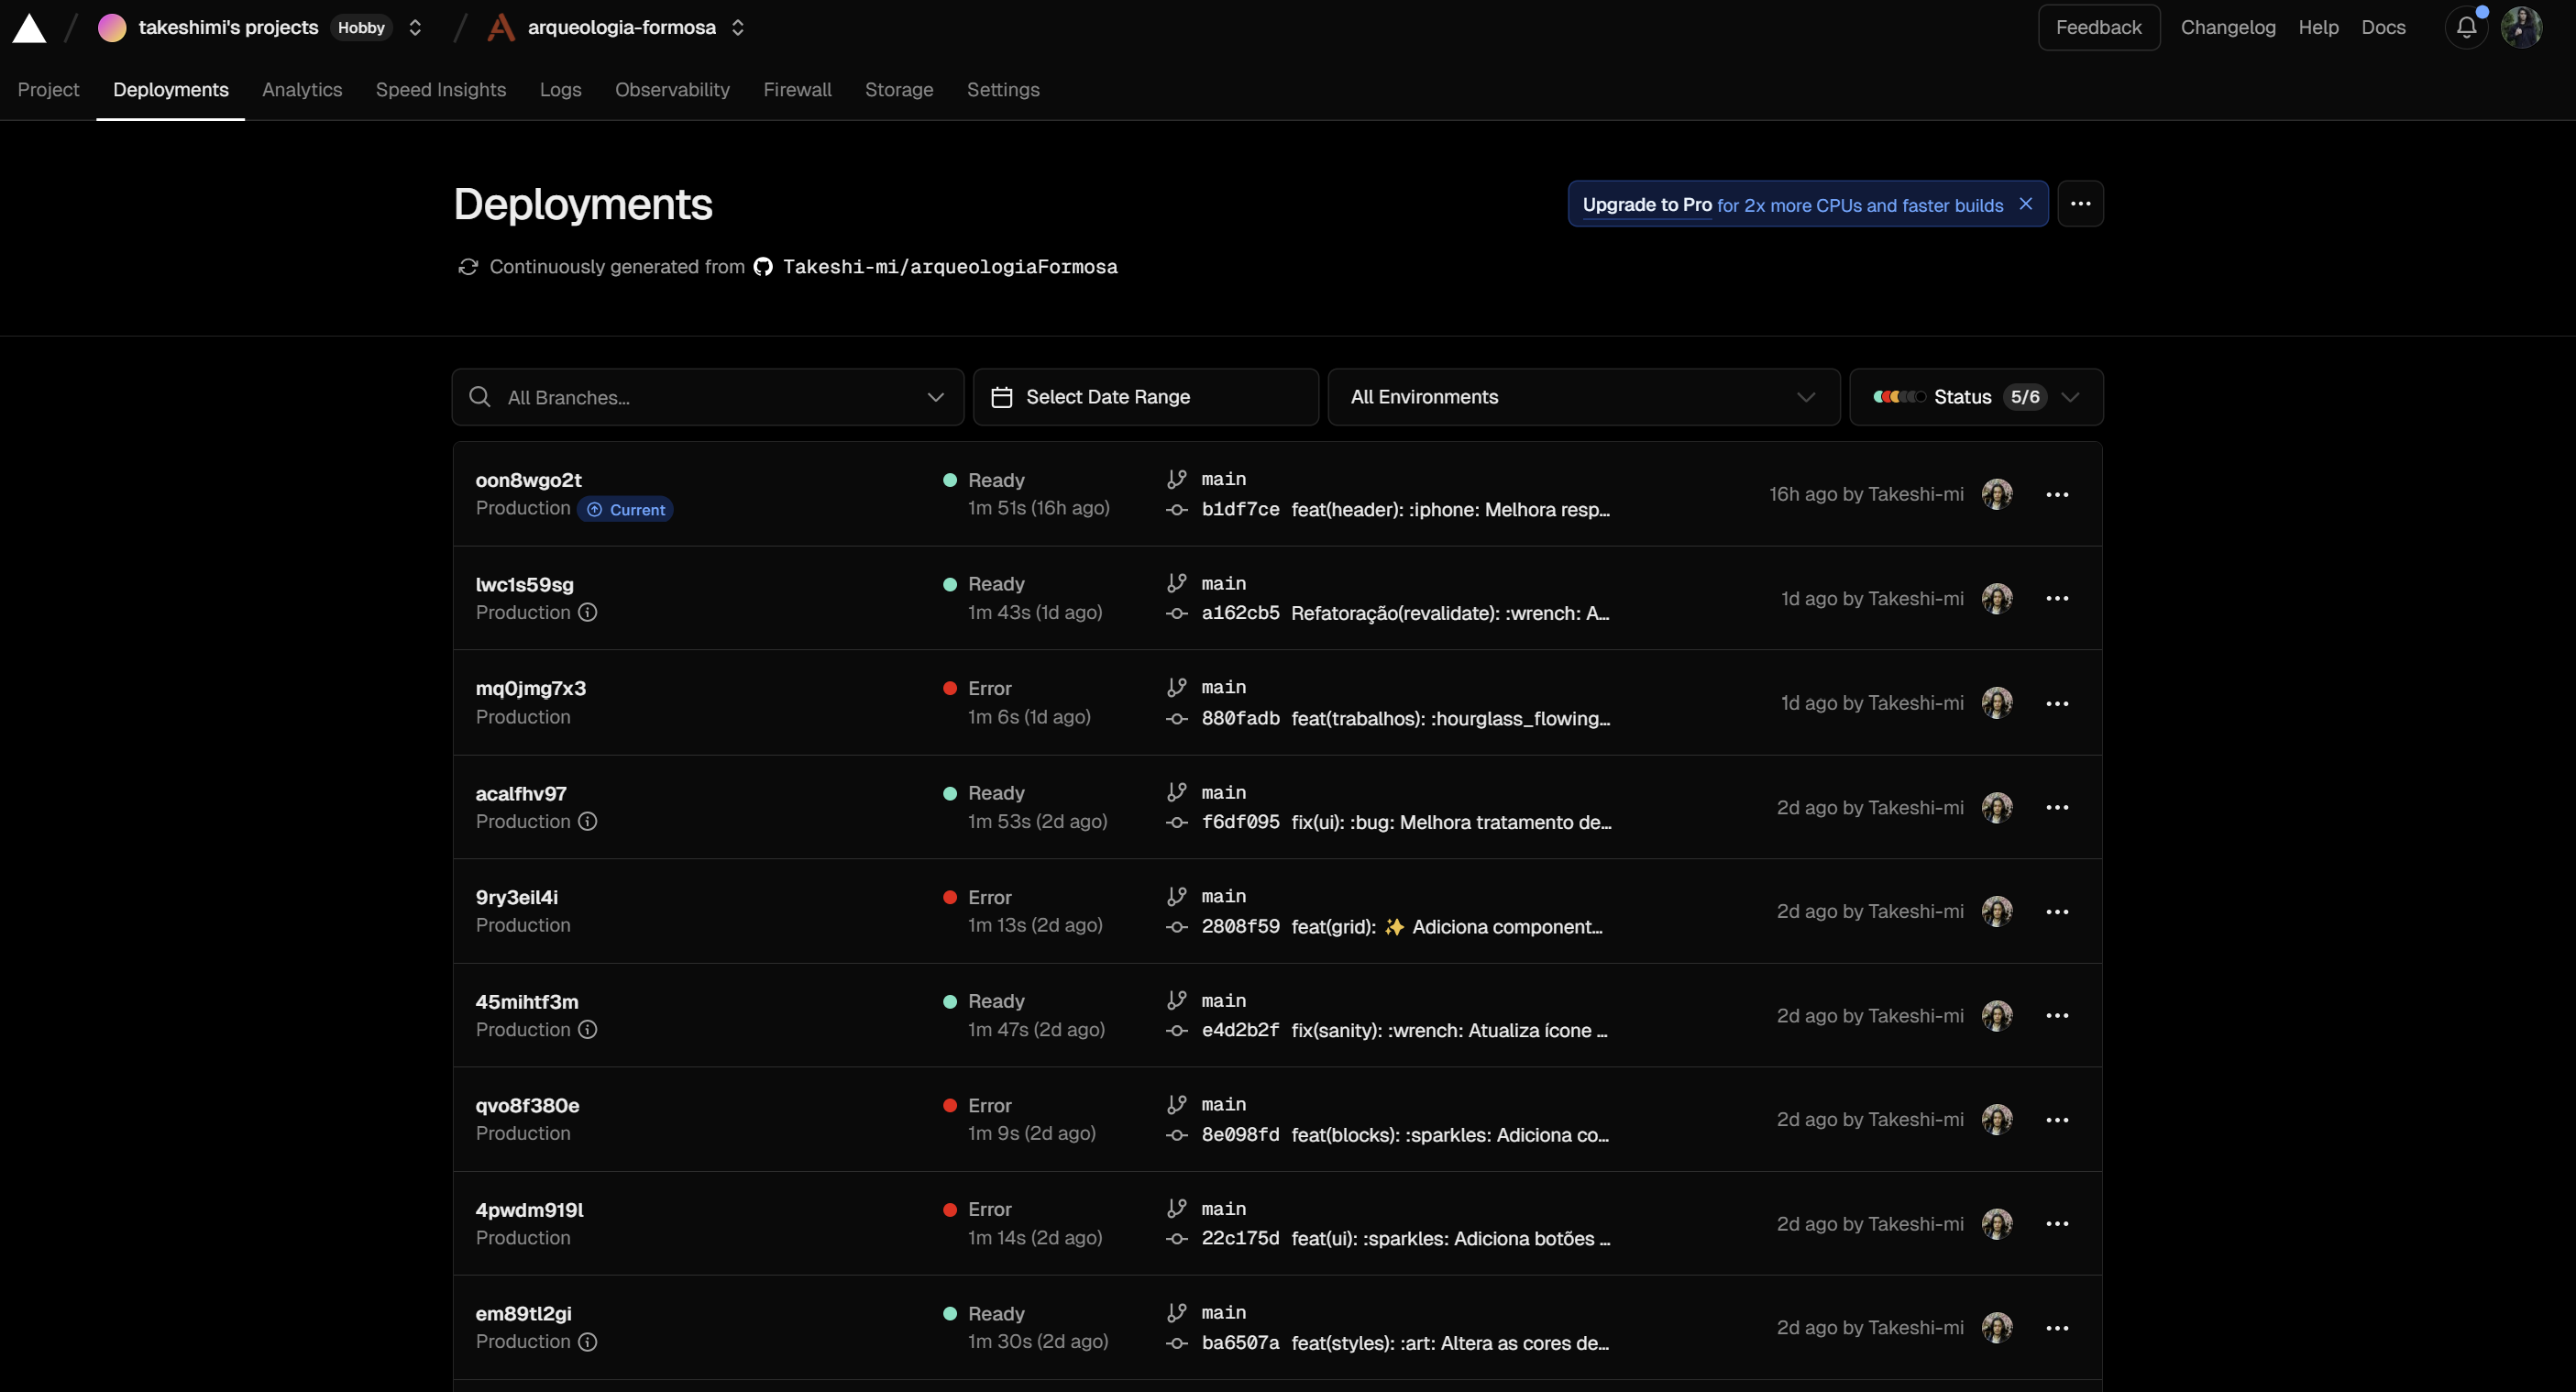 takeshimi's projects Hobby arqueologia-formosa Feedback Changelog Help Docs
Project Deployments Analytics Speed Insights Logs Observability Firewall Storage Settings
Deployments
Upgrade to Pro for 2x more CPUs and faster builds
Continuously generated from Takeshi-mi/arqueologiaFormosa
All Branches... Select Date Range All Environments Status 5/6
oon8wgo2t Ready main
Production Current 1m 51s (16h ago) b1df7ce feat(header): :iphone: Melhora resp... 16h ago by Takeshi-mi
lwc1s59sg Ready main
Production 1m 43s (1d ago) a162cb5 Refatoração(revalidate): :wrench: A... 1d ago by Takeshi-mi
mq0jmg7x3 Error main
Production 1m 6s (1d ago) 880fadb feat(trabalhos): :hourglass_flowing... 1d ago by Takeshi-mi
acalfhv97 Ready main
Production 1m 53s (2d ago) f6df095 fix(ui): :bug: Melhora tratamento de... 2d ago by Takeshi-mi
9ry3eil4i Error main
Production 1m 13s (2d ago) 2808f59 feat(grid): ✨ Adiciona component... 2d ago by Takeshi-mi
45mihtf3m Ready main
Production 1m 47s (2d ago) e4d2b2f fix(sanity): :wrench: Atualiza ícone ... 2d ago by Takeshi-mi
qvo8f380e Error main
Production 1m 9s (2d ago) 8e098fd feat(blocks): :sparkles: Adiciona co... 2d ago by Takeshi-mi
4pwdm919l Error main
Production 1m 14s (2d ago) 22c175d feat(ui): :sparkles: Adiciona botões ... 2d ago by Takeshi-mi
em89tl2gi Ready main
Production 1m 30s (2d ago) ba6507a feat(styles): :art: Altera as cores de... 2d ago by Takeshi-mi